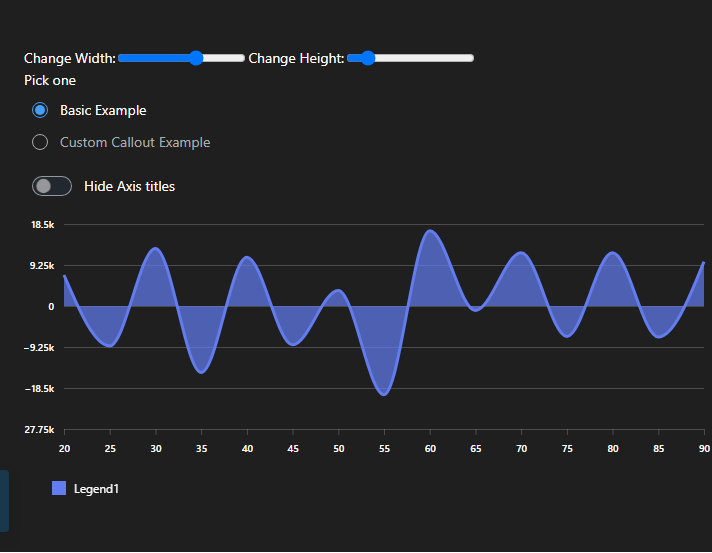 Change Width: Change Height:
Pick one
Basic Example
Custom Callout Example
Hide Axis titles
18.5k
9.25k
0
−9.25k
−18.5k
27.75k
20 25 30 35 40 45 50 55 60 65 70 75 80 85 90
Legend1